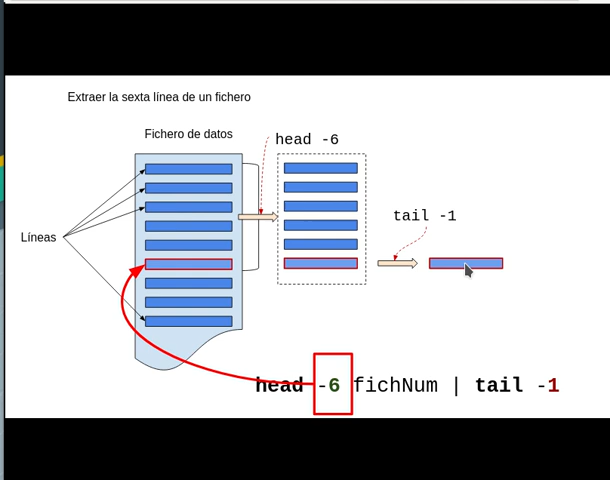 Extraer la sexta línea de un fichero
Fichero de datos
head -6
tail -1
Líneas
head -6 fichNum | tail -1